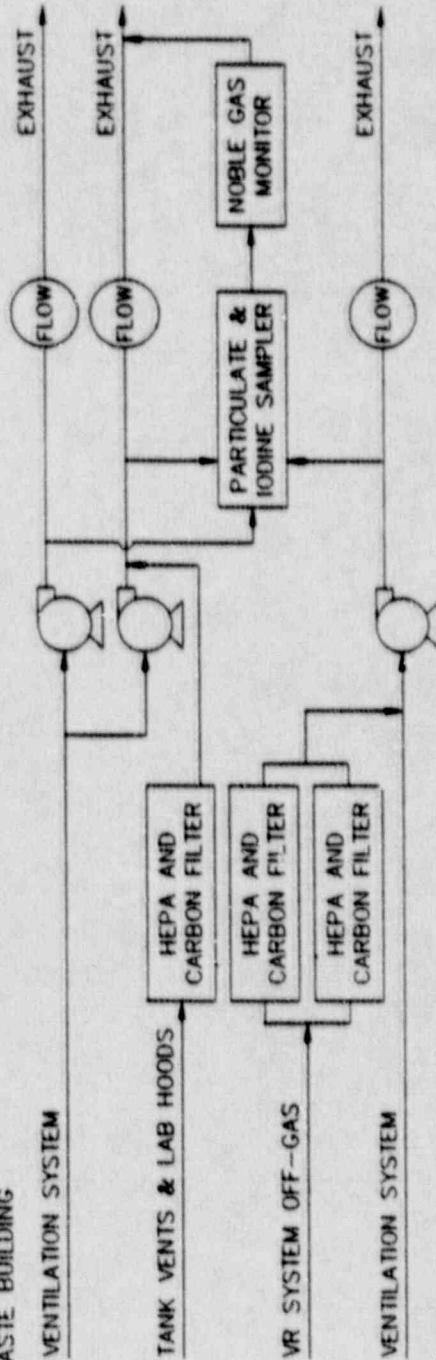 ASTE BUILDING
VENTILATION SYSTEM
FLOW
EXHAUST
FLOW
EXHAUST
TANK VENTS & LAB HOODS
HEPA AND
CARBON FILTER
PARTICULATE &
IODINE SAMPLER
NOBLE GAS
MONITOR
VR SYSTEM OFF-GAS
HEPA AND
CARBON FILTER
HEPA AND
CARBON FILTER
VENTILATION SYSTEM
FLOW
EXHAUST